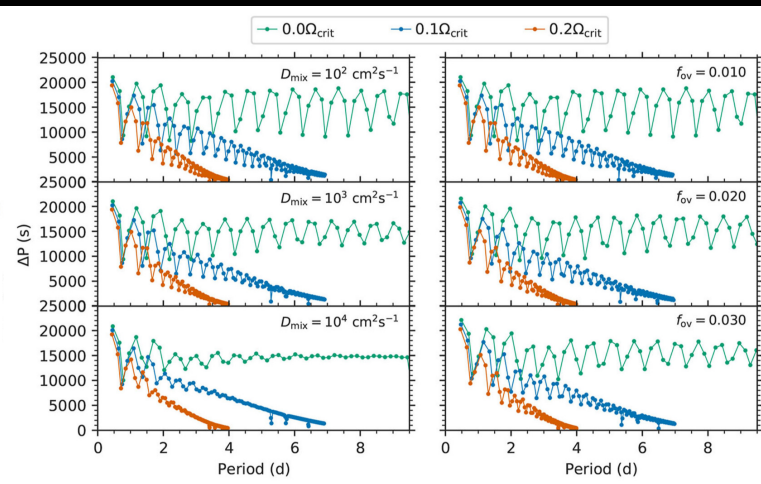 0.0Ωcrit 0.1Ωcrit 0.2Ωcrit
25000
20000
15000
10000
5000
Dmix = 10² cm²s⁻¹
fov = 0.010
25000
20000
15000
10000
5000
Dmix = 10³ cm²s⁻¹
fov = 0.020
ΔP (s)
25000
20000
15000
10000
5000
0
Dmix = 10⁴ cm²s⁻¹
fov = 0.030
0 2 4 6 8
0 2 4 6 8
Period (d)
Period (d)